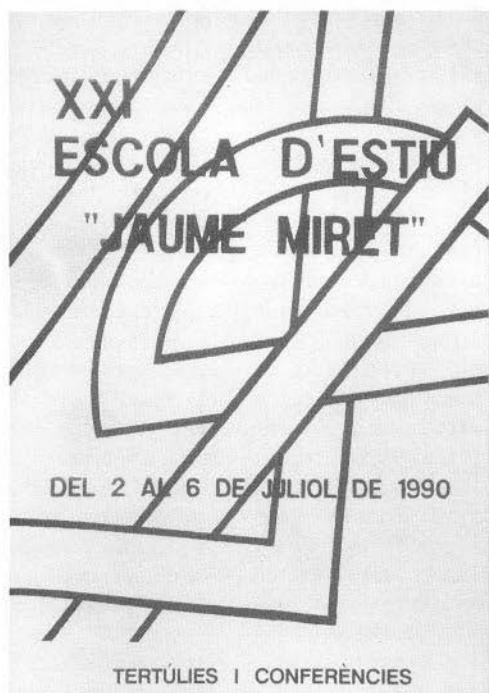 XXI
ESCOLA D'ESTIU
"JAUME MIRET"
DEL 2 AL 6 DE JULIOL DE 1990
TERTÚLIES I CONFERÈNCIES